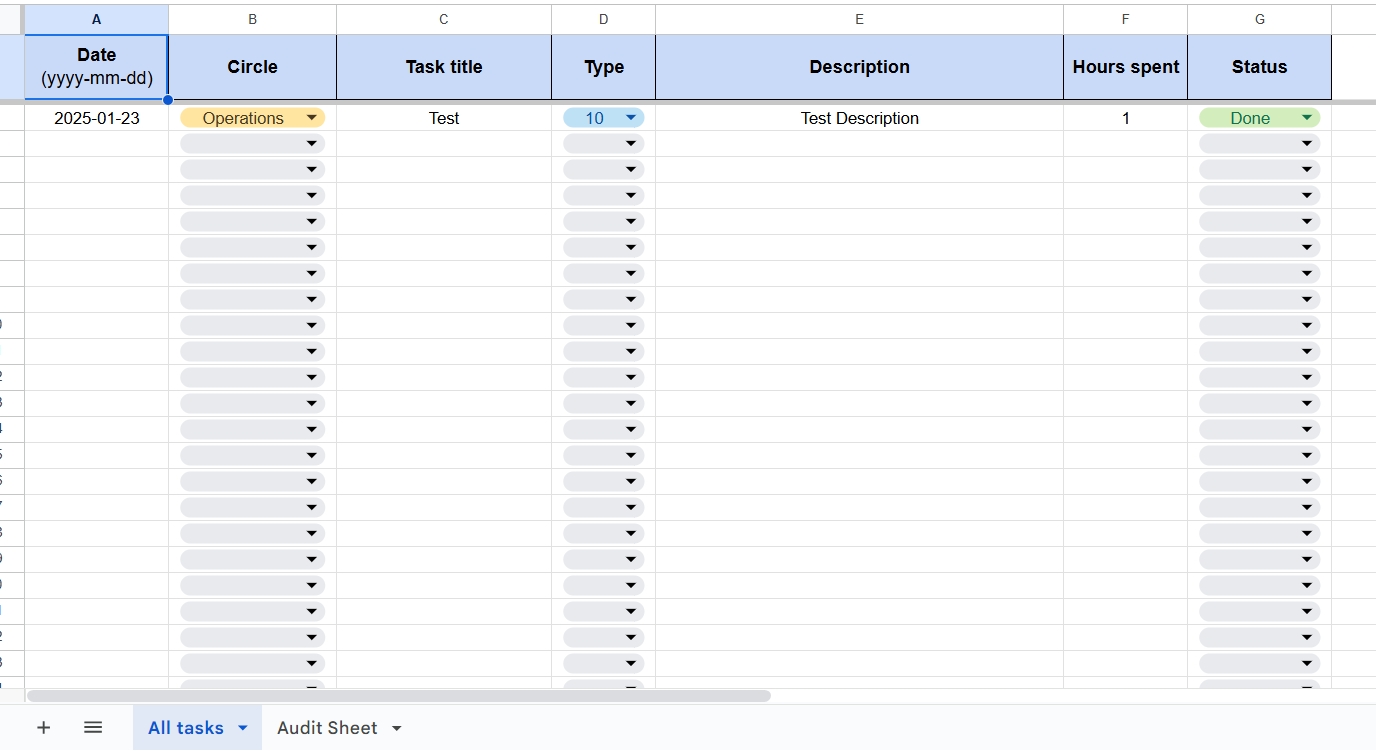 A B C D E F G
Date
(yyyy-mm-dd) Circle Task title Type Description Hours spent Status
2025-01-23 Operations Test 10 Test Description 1 Done
All tasks Audit Sheet